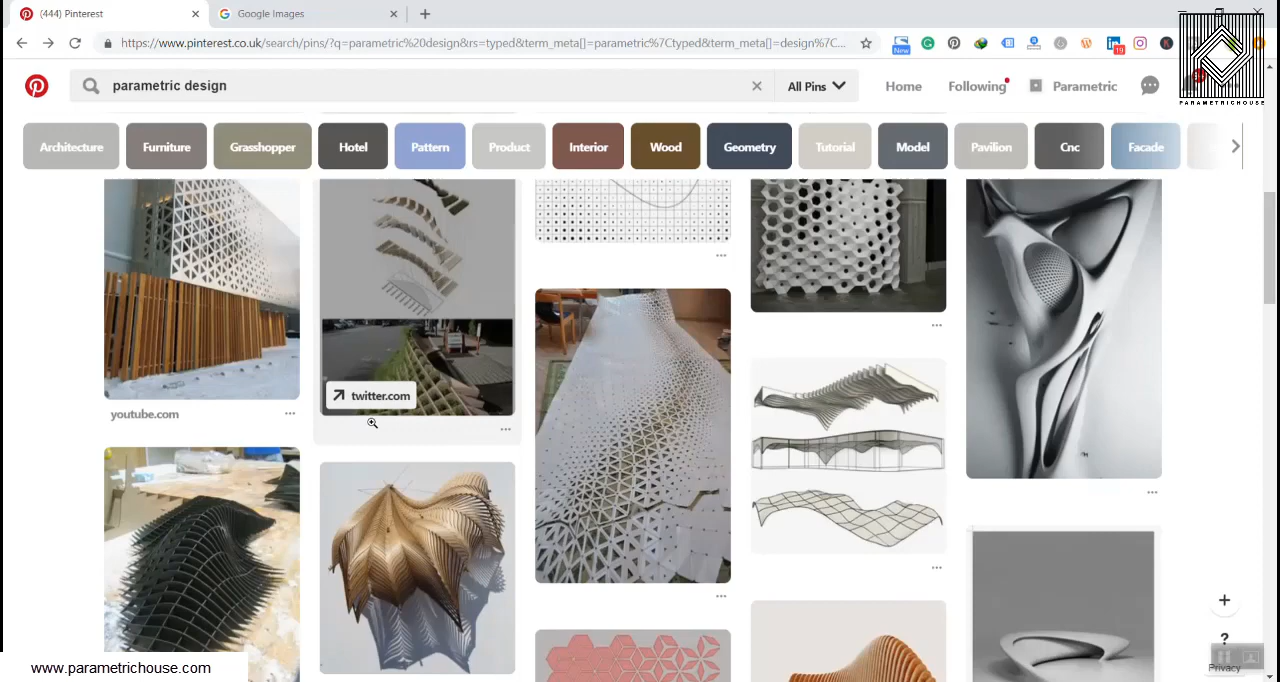 (444) Pinterest
Google Images
https://www.pinterest.co.uk/search/pins/?q=parametric%20design&rs=typed&term_meta[]=parametric%7Ctyped&term_meta[]=design%7C...
New
19
parametric design
All Pins
Home
Following
Parametric
PARAMETRICHOUSE
Architecture
Furniture
Grasshopper
Hotel
Pattern
Product
Interior
Wood
Geometry
Tutorial
Model
Pavilion
Cnc
Facade
twitter.com
youtube.com
?
Privacy
www.parametrichouse.com